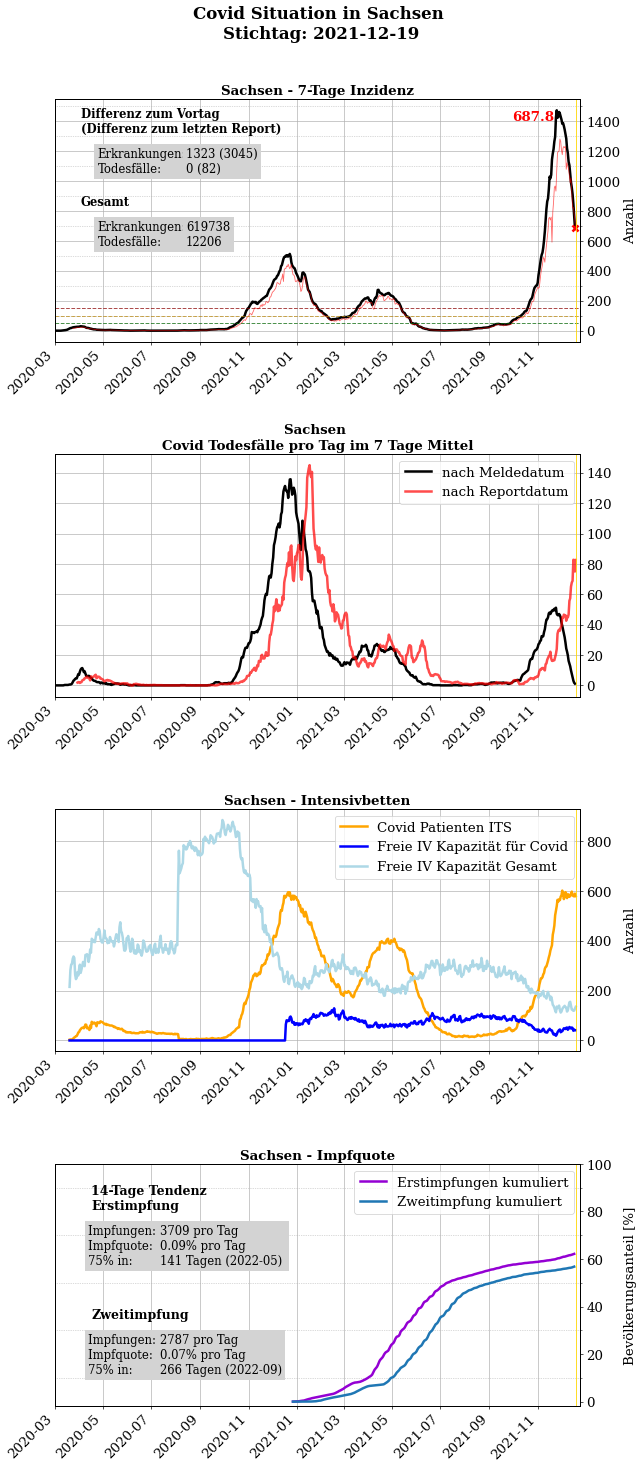 Covid Situation in Sachsen
Stichtag: 2021-12-19
Sachsen - 7-Tage Inzidenz
Differenz zum Vortag
(Differenz zum letzten Report)
Erkrankungen 1323 (3045)
Todesfälle: 0 (82)
Gesamt
Erkrankungen 619738
Todesfälle: 12206
687.8
1400
1200
1000
800
600
400
200
0
Anzahl
2020-03
2020-05
2020-07
2020-09
2020-11
2021-01
2021-03
2021-05
2021-07
2021-09
2021-11
Sachsen
Covid Todesfälle pro Tag im 7 Tage Mittel
nach Meldedatum
nach Reportdatum
140
120
100
80
60
40
20
0
2020-03
2020-05
2020-07
2020-09
2020-11
2021-01
2021-03
2021-05
2021-07
2021-09
2021-11
Sachsen - Intensivbetten
Covid Patienten ITS
Freie IV Kapazität für Covid
Freie IV Kapazität Gesamt
800
600
400
200
0
Anzahl
2020-03
2020-05
2020-07
2020-09
2020-11
2021-01
2021-03
2021-05
2021-07
2021-09
2021-11
Sachsen - Impfquote
14-Tage Tendenz
Erstimpfung
Impfungen: 3709 pro Tag
Impfquote: 0.09% pro Tag
75% in: 141 Tagen (2022-05)
Zweitimpfung
Impfungen: 2787 pro Tag
Impfquote: 0.07% pro Tag
75% in: 266 Tagen (2022-09)
Erstimpfungen kumuliert
Zweitimpfung kumuliert
100
80
60
40
20
0
Bevölkerungsanteil [%]
2020-03
2020-05
2020-07
2020-09
2020-11
2021-01
2021-03
2021-05
2021-07
2021-09
2021-11